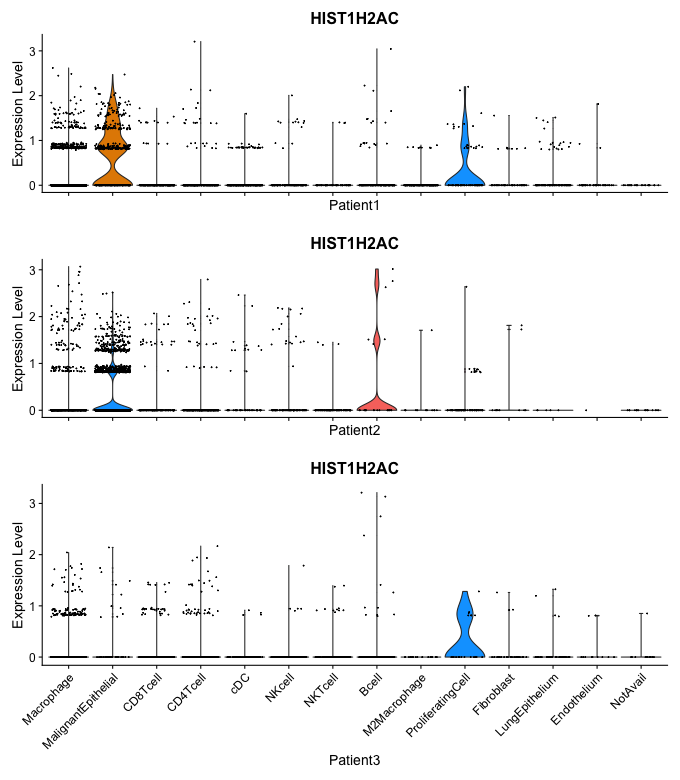 HIST1H2AC
Expression Level
3
2
1
0
Patient1
HIST1H2AC
Expression Level
3
2
1
0
Patient2
HIST1H2AC
Expression Level
3
2
1
0
Macrophage
MalignantEpithelial
CD8Tcell
CD4Tcell
cDC
NKcell
NKTcell
Bcell
M2Macrophage
ProliferatingCell
Fibroblast
LungEpithelium
Endothelium
NotAvail
Patient3